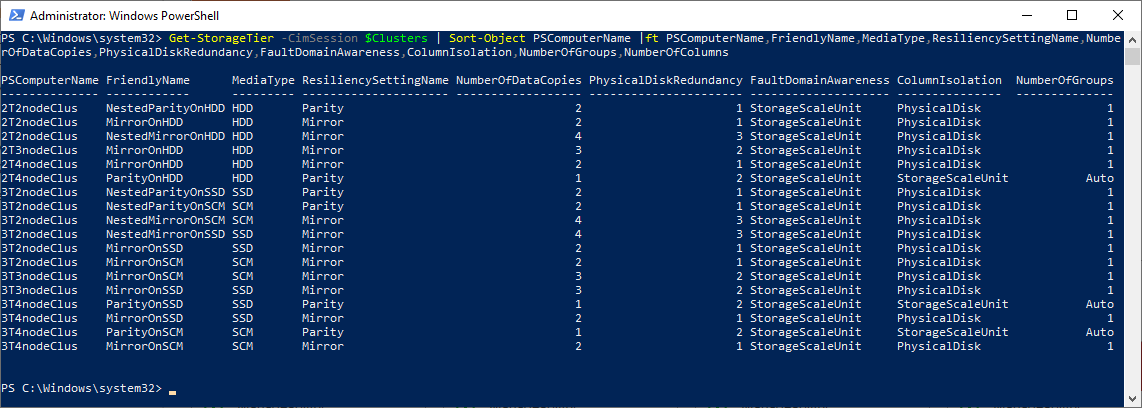 Administrator: Windows PowerShell
PS C:\Windows\system32> Get-StorageTier -CimSession $Clusters | Sort-Object PSComputerName |ft PSComputerName,FriendlyName,MediaType,ResiliencySettingName,Numbe
rOfDataCopies,PhysicalDiskRedundancy,FaultDomainAwareness,ColumnIsolation,NumberOfGroups,NumberOfColumns
PSComputerName FriendlyName MediaType ResiliencySettingName NumberOfDataCopies PhysicalDiskRedundancy FaultDomainAwareness ColumnIsolation NumberOfGroups
-------------- ------------ --------- --------------------- ------------------ ---------------------- -------------------- --------------- --------------
2T2nodeClus NestedParityOnHDD HDD Parity 2 1 StorageScaleUnit PhysicalDisk 1
2T2nodeClus MirrorOnHDD HDD Mirror 2 1 StorageScaleUnit PhysicalDisk 1
2T2nodeClus NestedMirrorOnHDD HDD Mirror 4 3 StorageScaleUnit PhysicalDisk 1
2T3nodeClus MirrorOnHDD HDD Mirror 3 2 StorageScaleUnit PhysicalDisk 1
2T4nodeClus MirrorOnHDD HDD Mirror 2 1 StorageScaleUnit PhysicalDisk 1
2T4nodeClus ParityOnHDD HDD Parity 1 2 StorageScaleUnit StorageScaleUnit Auto
3T2nodeClus NestedParityOnSSD SSD Parity 2 1 StorageScaleUnit PhysicalDisk 1
3T2nodeClus NestedParityOnSCM SCM Parity 2 1 StorageScaleUnit PhysicalDisk 1
3T2nodeClus NestedMirrorOnSCM SCM Mirror 4 3 StorageScaleUnit PhysicalDisk 1
3T2nodeClus NestedMirrorOnSSD SSD Mirror 4 3 StorageScaleUnit PhysicalDisk 1
3T2nodeClus MirrorOnSSD SSD Mirror 2 1 StorageScaleUnit PhysicalDisk 1
3T2nodeClus MirrorOnSCM SCM Mirror 2 1 StorageScaleUnit PhysicalDisk 1
3T3nodeClus MirrorOnSCM SCM Mirror 3 2 StorageScaleUnit PhysicalDisk 1
3T3nodeClus MirrorOnSSD SSD Mirror 3 2 StorageScaleUnit PhysicalDisk 1
3T4nodeClus ParityOnSSD SSD Parity 1 2 StorageScaleUnit StorageScaleUnit Auto
3T4nodeClus MirrorOnSSD SSD Mirror 2 1 StorageScaleUnit PhysicalDisk 1
3T4nodeClus ParityOnSCM SCM Parity 1 2 StorageScaleUnit StorageScaleUnit Auto
3T4nodeClus MirrorOnSCM SCM Mirror 2 1 StorageScaleUnit PhysicalDisk 1
PS C:\Windows\system32>